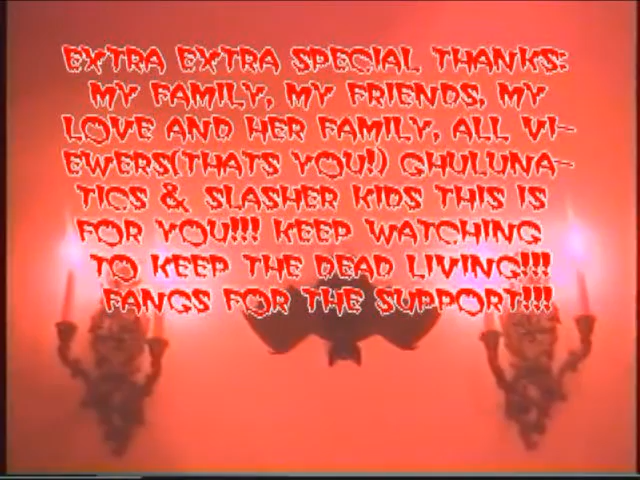 EXTRA EXTRA SPECIAL THANKS:
MY FAMILY, MY FRIENDS, MY
LOVE AND HER FAMILY, ALL VI-
EWERS(THATS YOU!) GHULUNA-
TICS & SLASHER KIDS THIS IS
FOR YOU!!! KEEP WATCHING
TO KEEP THE DEAD LIVING!!!
FANGS FOR THE SUPPORT!!!